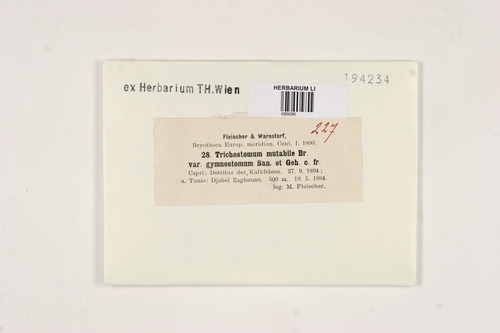 194234
ex Herbarium TH.Wien
HERBARIUM LI
227
Fleischer & Warnstorf,
Bryotheca Europ. meridion. Cent. I. 1896.
28. Trichostomum mutabile Br.
var. gymnostomum San. et Geh. c. fr.
Capri: Detritus der Kalkfelsen. 27. 9. 1894;
a. Tunis: Djebel Zaghouan. 500 m. 19. 5. 1894
leg. M. Fleischer.